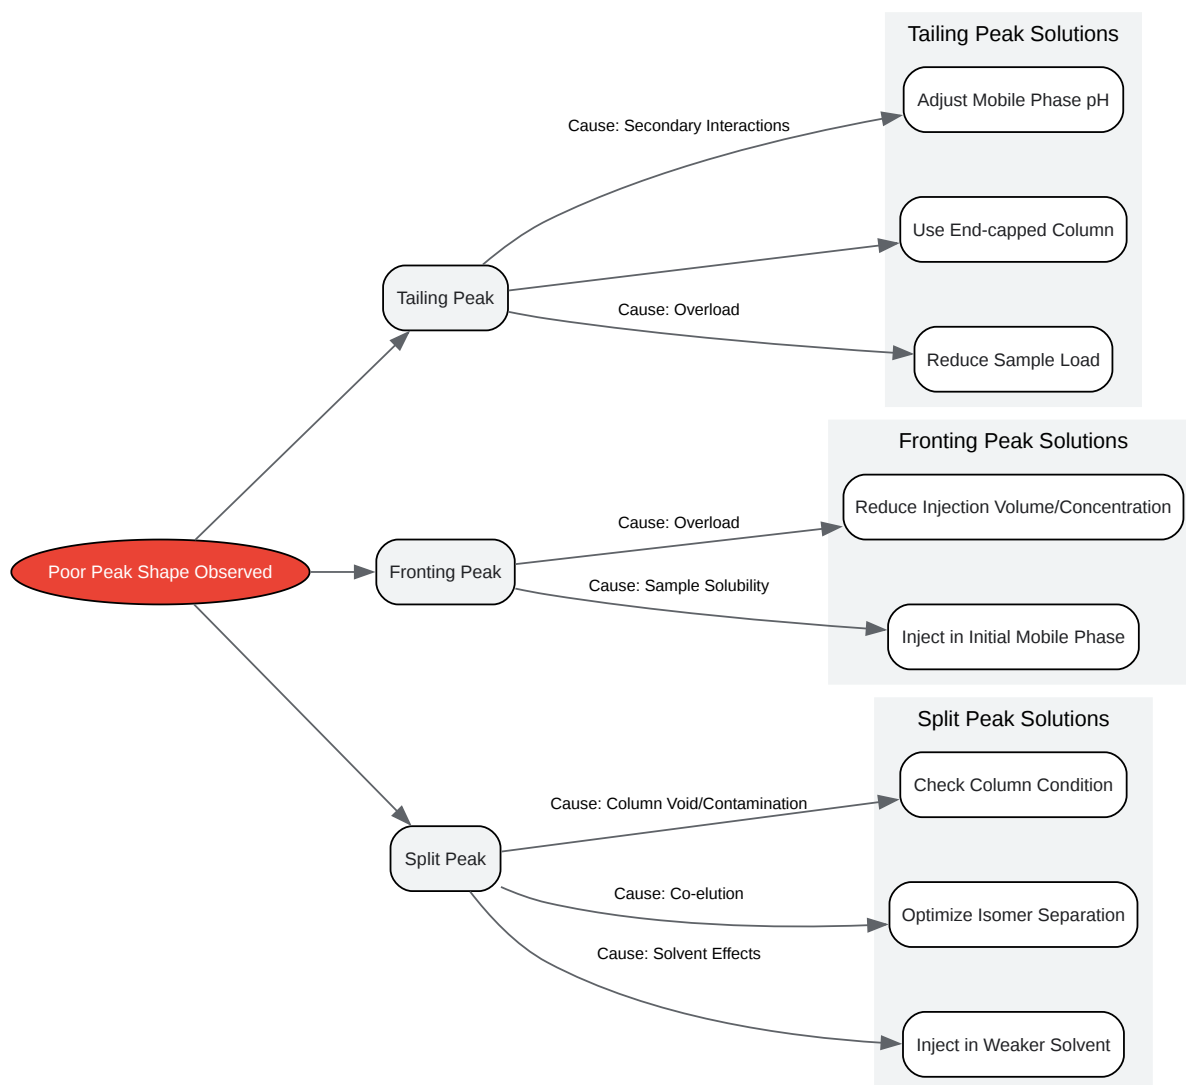 Tailing Peak Solutions
Adjust Mobile Phase pH
Cause: Secondary Interactions
Use End-capped Column
Tailing Peak
Cause: Overload
Reduce Sample Load
Fronting Peak Solutions
Reduce Injection Volume/Concentration
Cause: Overload
Poor Peak Shape Observed
Fronting Peak
Cause: Sample Solubility
Inject in Initial Mobile Phase
Split Peak Solutions
Check Column Condition
Cause: Column Void/Contamination
Split Peak
Cause: Co-elution
Optimize Isomer Separation
Cause: Solvent Effects
Inject in Weaker Solvent